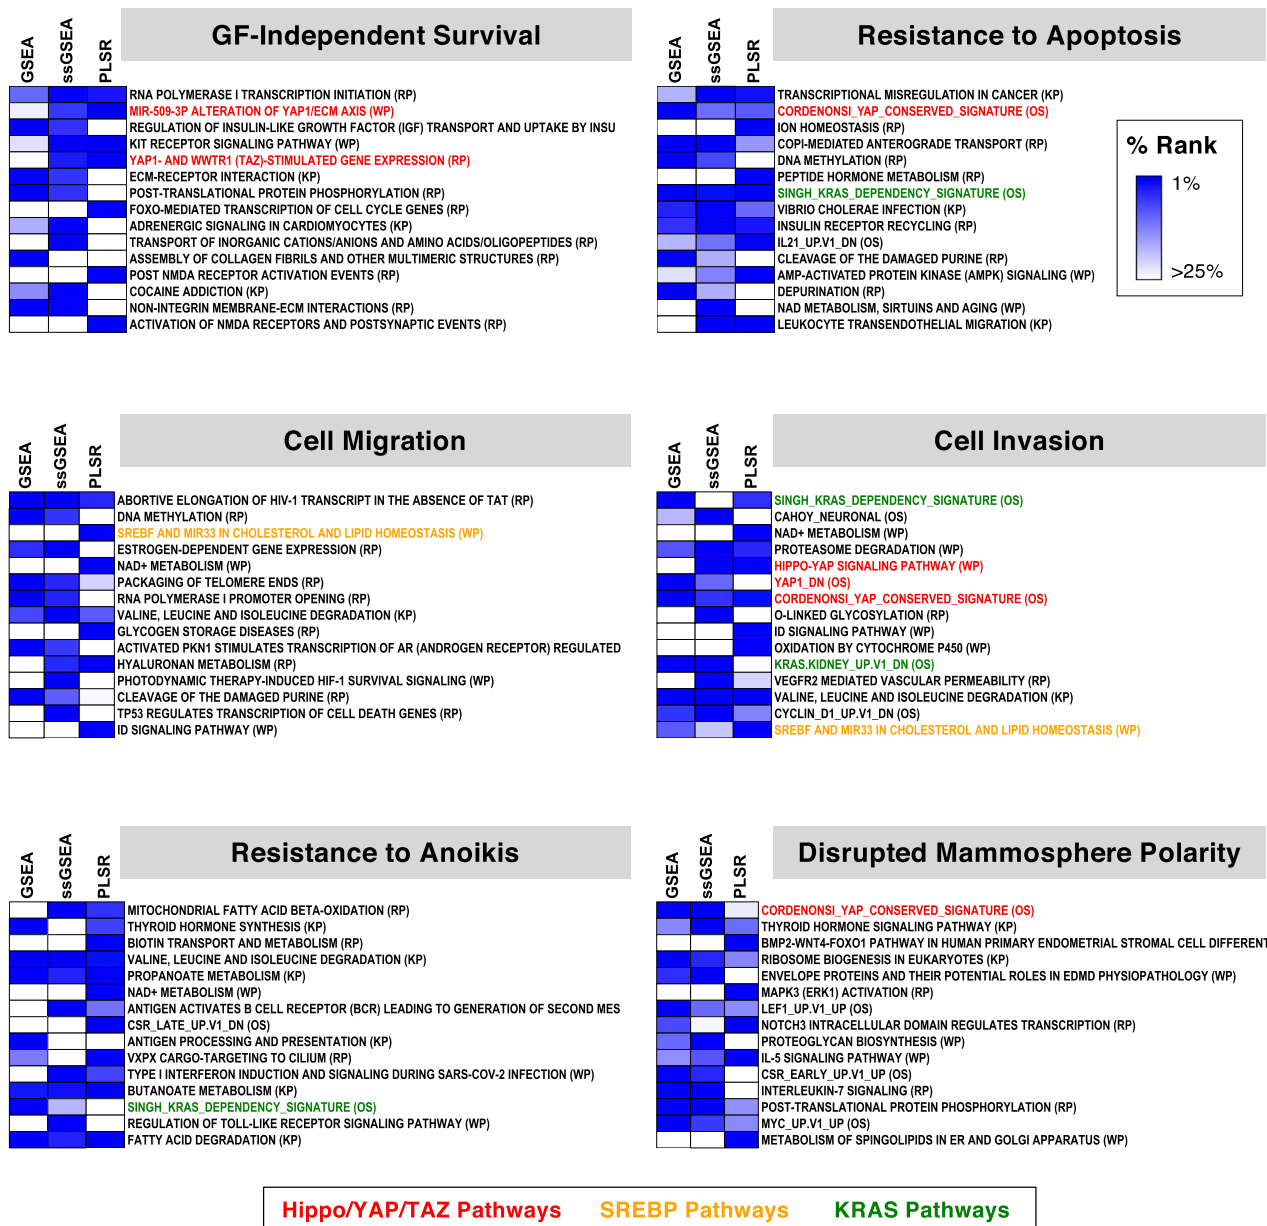 GF-Independent Survival
GSEA
ssGSEA
PLSR
RNA POLYMERASE I TRANSCRIPTION INITIATION (RP)
MIR-509-3P ALTERATION OF YAP1/ECM AXIS (WP)
REGULATION OF INSULIN-LIKE GROWTH FACTOR (IGF) TRANSPORT AND UPTAKE BY INSU
KIT RECEPTOR SIGNALING PATHWAY (WP)
YAP1- AND WWTR1 (TAZ)-STIMULATED GENE EXPRESSION (RP)
ECM-RECEPTOR INTERACTION (KP)
POST-TRANSLATIONAL PROTEIN PHOSPHORYLATION (RP)
FOXO-MEDIATED TRANSCRIPTION OF CELL CYCLE GENES (RP)
ADRENERGIC SIGNALING IN CARDIOMYOCYTES (KP)
TRANSPORT OF INORGANIC CATIONS/ANIONS AND AMINO ACIDS/OLIGOPEPTIDES (RP)
ASSEMBLY OF COLLAGEN FIBRILS AND OTHER MULTIMERIC STRUCTURES (RP)
POST NMDA RECEPTOR ACTIVATION EVENTS (RP)
COCAINE ADDICTION (KP)
NON-INTEGRIN MEMBRANE-ECM INTERACTIONS (RP)
ACTIVATION OF NMDA RECEPTORS AND POSTSYNAPTIC EVENTS (RP)
Resistance to Apoptosis
GSEA
ssGSEA
PLSR
TRANSCRIPTIONAL MISREGULATION IN CANCER (KP)
CORDENONSI_YAP_CONSERVED_SIGNATURE (OS)
ION HOMEOSTASIS (RP)
COPI-MEDIATED ANTEROGRADE TRANSPORT (RP)
DNA METHYLATION (RP)
PEPTIDE HORMONE METABOLISM (RP)
SINGH_KRAS_DEPENDENCY_SIGNATURE (OS)
VIBRIO CHOLERAE INFECTION (KP)
INSULIN RECEPTOR RECYCLING (RP)
IL21_UP.V1_DN (OS)
CLEAVAGE OF THE DAMAGED PURINE (RP)
AMP-ACTIVATED PROTEIN KINASE (AMPK) SIGNALING (WP)
DEPURINATION (RP)
NAD METABOLISM, SIRTUINS AND AGING (WP)
LEUKOCYTE TRANSENDOTHELIAL MIGRATION (KP)
% Rank
1%
>25%
Cell Migration
GSEA
ssGSEA
PLSR
ABORTIVE ELONGATION OF HIV-1 TRANSCRIPT IN THE ABSENCE OF TAT (RP)
DNA METHYLATION (RP)
SREBF AND MIR33 IN CHOLESTEROL AND LIPID HOMEOSTASIS (WP)
ESTROGEN-DEPENDENT GENE EXPRESSION (RP)
NAD+ METABOLISM (WP)
PACKAGING OF TELOMERE ENDS (RP)
RNA POLYMERASE I PROMOTER OPENING (RP)
VALINE, LEUCINE AND ISOLEUCINE DEGRADATION (KP)
GLYCOGEN STORAGE DISEASES (RP)
ACTIVATED PKN1 STIMULATES TRANSCRIPTION OF AR (ANDROGEN RECEPTOR) REGULATED
HYALURONAN METABOLISM (RP)
PHOTODYNAMIC THERAPY-INDUCED HIF-1 SURVIVAL SIGNALING (WP)
CLEAVAGE OF THE DAMAGED PURINE (RP)
TP53 REGULATES TRANSCRIPTION OF CELL DEATH GENES (RP)
ID SIGNALING PATHWAY (WP)
Cell Invasion
GSEA
ssGSEA
PLSR
SINGH_KRAS_DEPENDENCY_SIGNATURE (OS)
CAHOY_NEURONAL (OS)
NAD+ METABOLISM (WP)
PROTEASOME DEGRADATION (WP)
HIPPO-YAP SIGNALING PATHWAY (WP)
YAP1_DN (OS)
CORDENONSI_YAP_CONSERVED_SIGNATURE (OS)
O-LINKED GLYCOSYLATION (RP)
ID SIGNALING PATHWAY (WP)
OXIDATION BY CYTOCHROME P450 (WP)
KRAS.KIDNEY_UP.V1_DN (OS)
VEGFR2 MEDIATED VASCULAR PERMEABILITY (RP)
VALINE, LEUCINE AND ISOLEUCINE DEGRADATION (KP)
CYCLIN_D1_UP.V1_DN (OS)
SREBF AND MIR33 IN CHOLESTEROL AND LIPID HOMEOSTASIS (WP)
Resistance to Anoikis
GSEA
ssGSEA
PLSR
MITOCHONDRIAL FATTY ACID BETA-OXIDATION (RP)
THYROID HORMONE SYNTHESIS (KP)
BIOTIN TRANSPORT AND METABOLISM (RP)
VALINE, LEUCINE AND ISOLEUCINE DEGRADATION (KP)
PROPANOATE METABOLISM (KP)
NAD+ METABOLISM (WP)
ANTIGEN ACTIVATES B CELL RECEPTOR (BCR) LEADING TO GENERATION OF SECOND MES
CSR_LATE_UP.V1_DN (OS)
ANTIGEN PROCESSING AND PRESENTATION (KP)
VXPX CARGO-TARGETING TO CILIUM (RP)
TYPE I INTERFERON INDUCTION AND SIGNALING DURING SARS-COV-2 INFECTION (WP)
BUTANOATE METABOLISM (KP)
SINGH_KRAS_DEPENDENCY_SIGNATURE (OS)
REGULATION OF TOLL-LIKE RECEPTOR SIGNALING PATHWAY (WP)
FATTY ACID DEGRADATION (KP)
Disrupted Mammosphere Polarity
GSEA
ssGSEA
PLSR
CORDENONSI_YAP_CONSERVED_SIGNATURE (OS)
THYROID HORMONE SIGNALING PATHWAY (KP)
BMP2-WNT4-FOXO1 PATHWAY IN HUMAN PRIMARY ENDOMETRIAL STROMAL CELL DIFFERENT
RIBOSOME BIOGENESIS IN EUKARYOTES (KP)
ENVELOPE PROTEINS AND THEIR POTENTIAL ROLES IN EDMD PHYSIOPATHOLOGY (WP)
MAPK3 (ERK1) ACTIVATION (RP)
LEF1_UP.V1_UP (OS)
NOTCH3 INTRACELLULAR DOMAIN REGULATES TRANSCRIPTION (RP)
PROTEOGLYCAN BIOSYNTHESIS (WP)
IL-5 SIGNALING PATHWAY (WP)
CSR_EARLY_UP.V1_UP (OS)
INTERLEUKIN-7 SIGNALING (RP)
POST-TRANSLATIONAL PROTEIN PHOSPHORYLATION (RP)
MYC_UP.V1_UP (OS)
METABOLISM OF SPINGOLIPIDS IN ER AND GOLGI APPARATUS (WP)
Hippo/YAP/TAZ Pathways
SREBP Pathways
KRAS Pathways